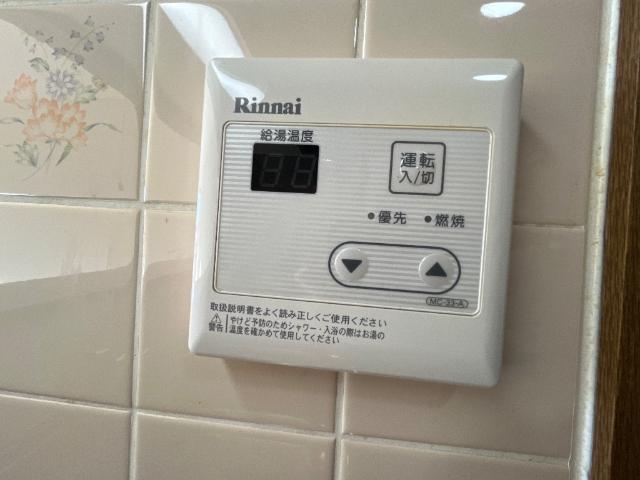 Rinnai
給湯温度
運転
入/切
優先 燃焼
▼ ▲
MC-33-A
取扱説明書をよく読み正しくご使用ください
警告 やけど予防のためシャワー・入浴の際はお湯の
温度を確かめて使用してください